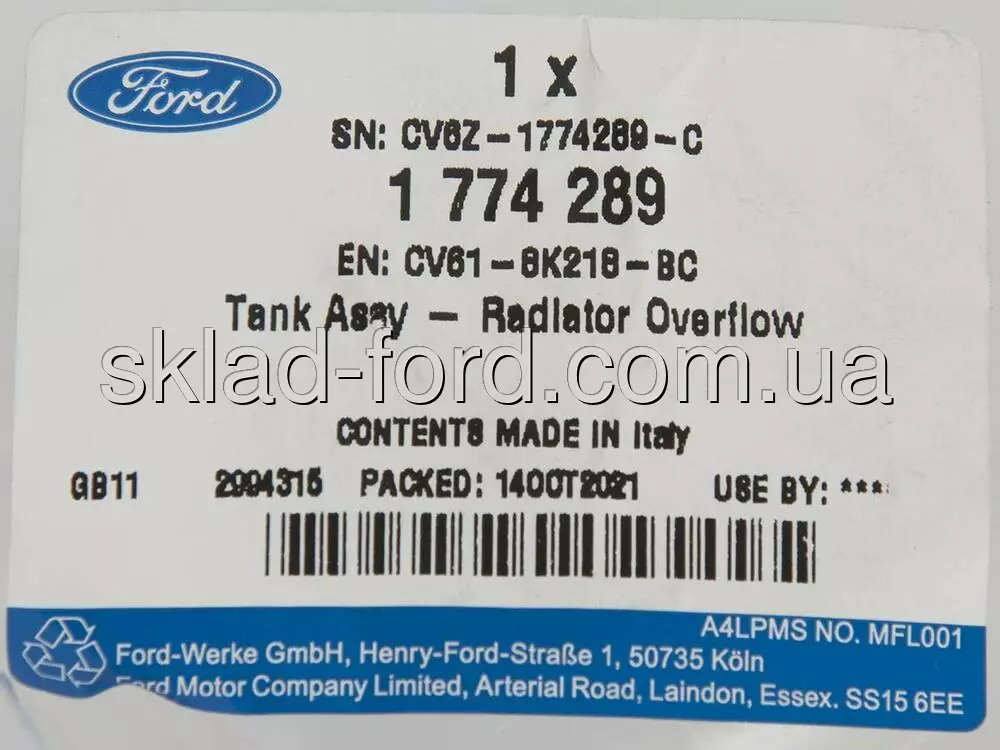 Ford
1 x
SN: CV6Z-1774289-C
1 774 289
EN: CV61-8K218-BC
Tank Assy - Radiator Overflow
sklad-ford.com.ua
CONTENTS MADE IN Italy
GB11 2994315 PACKED: 14OCT2021 USE BY: ***
A4LPMS NO. MFL001
Ford-Werke GmbH, Henry-Ford-Straße 1, 50735 Köln
Ford Motor Company Limited, Arterial Road, Laindon, Essex. SS15 6EE